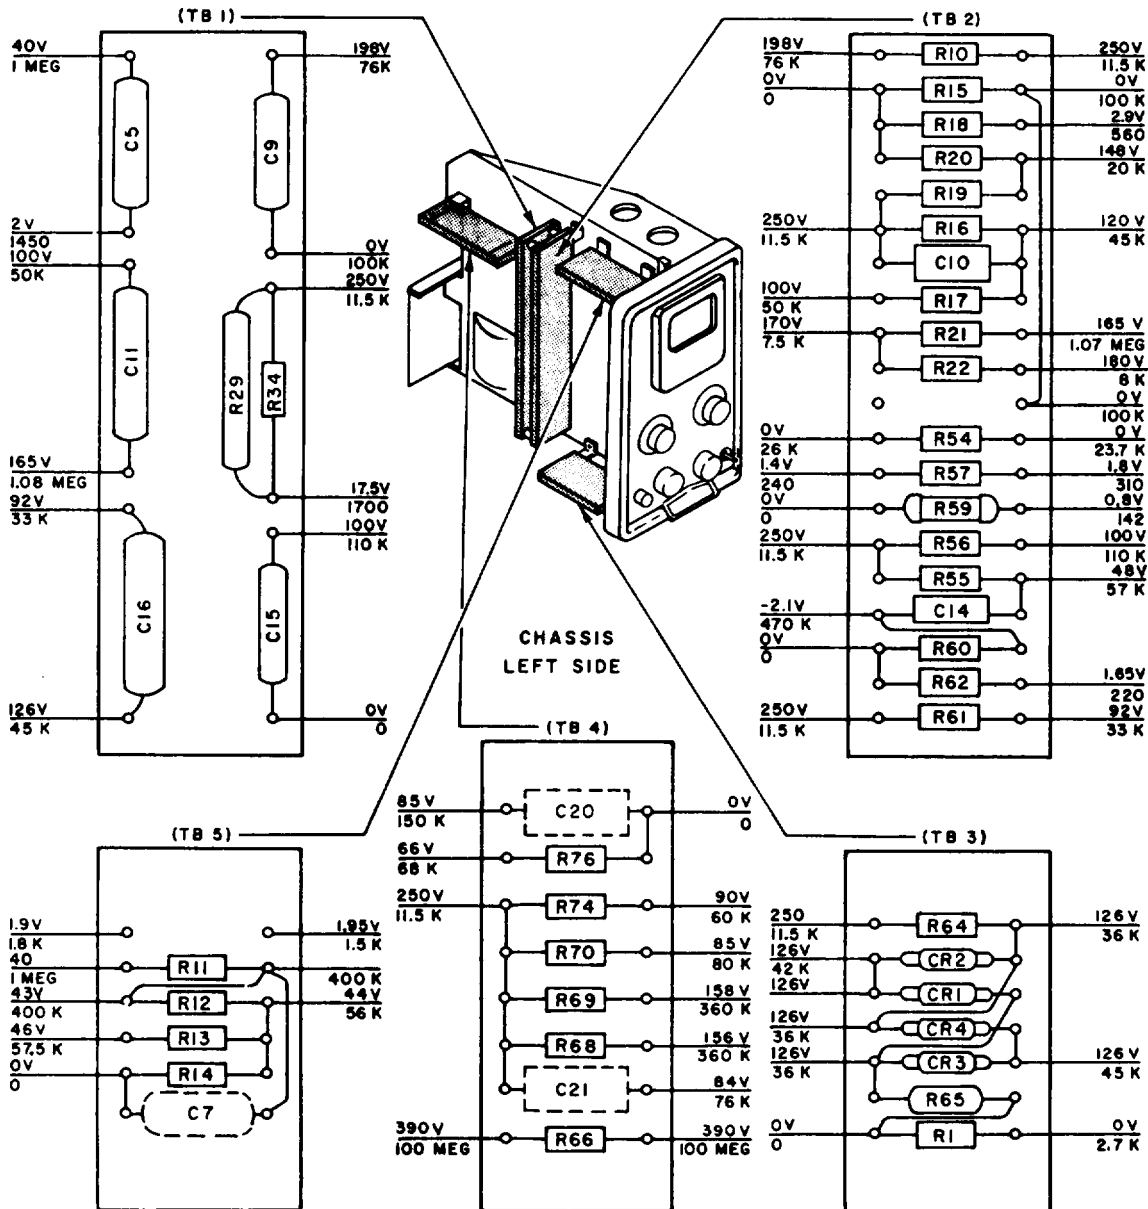 (TB 1)
40V
1 MEG
C5
2V
1450
100V
50K
C11
165V
1.08 MEG
92V
33 K
C16
126V
45 K
198V
76K
C9
0V
100K
250V
11.5 K
R29
R34
17.5V
1700
100V
110 K
C15
0V
0
(TB 2)
198V
76 K
R10
250V
11.5 K
0V
0
R15
0V
100 K
R18
2.9V
560
R20
148V
20 K
R19
250V
11.5 K
R16
120V
45K
C10
100V
50 K
R17
170V
7.5 K
R21
165 V
1.07 MEG
R22
180V
8 K
0V
100 K
0V
26 K
R54
0V
23.7 K
1.4V
240
R57
1.8V
310
0V
0
R59
0.8V
142
250V
11.5 K
R56
100V
110 K
R55
48V
57 K
-2.1V
470 K
C14
0V
0
R60
R62
1.65V
220
250V
11.5 K
R61
92V
33 K
CHASSIS
LEFT SIDE
(TB 5)
1.9V
1.8 K
1.95V
1.5 K
40
1 MEG
R11
400 K
43V
400 K
R12
44V
56 K
46V
57.5 K
R13
0V
0
R14
C7
(TB 4)
85V
150 K
C20
0V
0
66V
68 K
R76
250V
11.5 K
R74
90V
60 K
R70
85V
80 K
R69
158V
360 K
R68
156V
360 K
C21
84V
76 K
390V
100 MEG
R66
390V
100 MEG
(TB 3)
250
11.5 K
R64
126V
36 K
126V
42 K
CR2
126V
CR1
126V
36 K
CR4
126V
36 K
CR3
126V
45 K
R65
0V
0
R1
0V
2.7 K